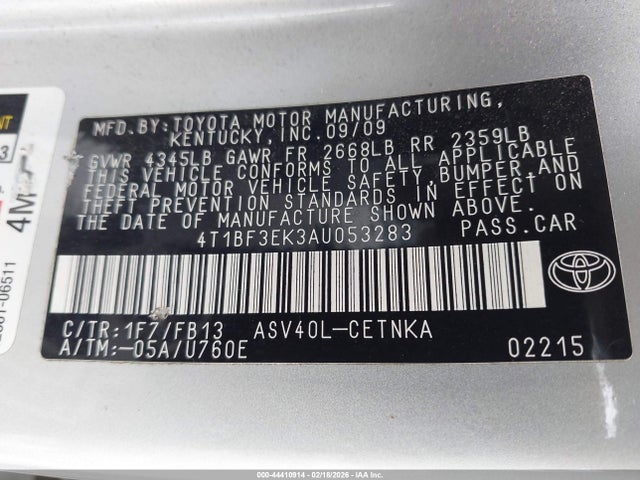 MFD.BY:TOYOTA MOTOR MANUFACTURING,
KENTUCKY,INC.09/09
GVWR 4345LB GAWR FR 2668LB RR 2359LB
THIS VEHICLE CONFORMS TO ALL APPLICABLE
FEDERAL MOTOR VEHICLE SAFETY,BUMPER,AND
THEFT PREVENTION STANDARDS IN EFFECT ON
THE DATE OF MANUFACTURE SHOWN ABOVE.
4T1BF3EK3AU053283 PASS.CAR
C/TR:1F7/FB13 ASV40L-CETNKA
A/TM:-05A/U760E 02215
TOYOTA
000-44410914 - 02/18/2026 - IAAI.COM